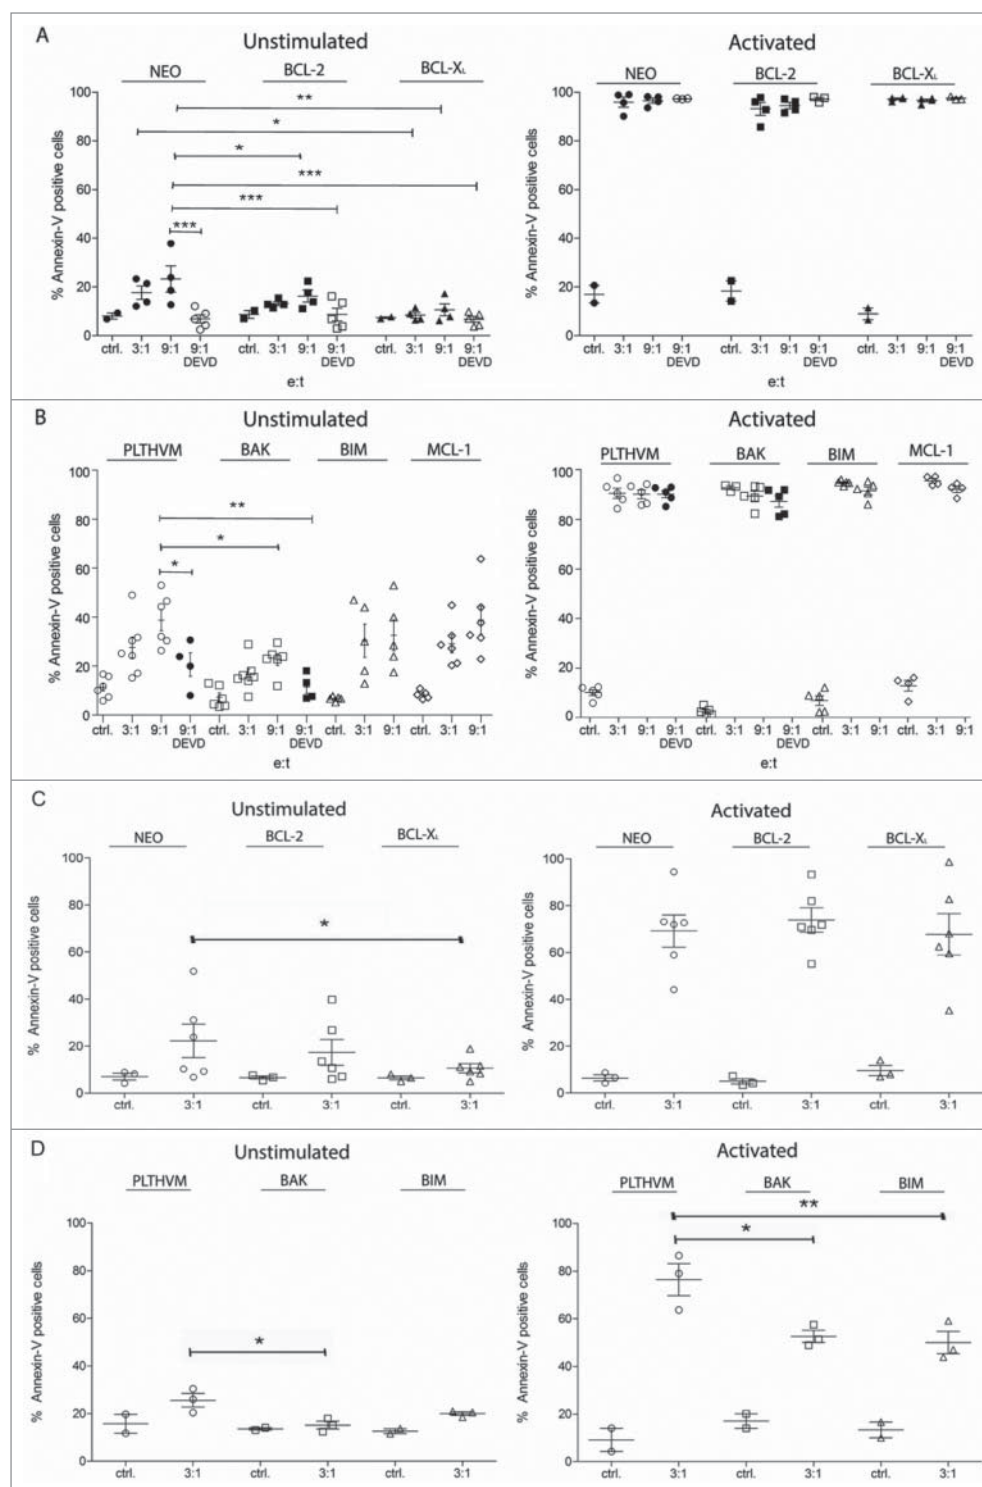 A
Unstimulated
Activated
NEO BCL-2 BCL-XL
NEO BCL-2 BCL-XL
% Annexin-V positive cells
100
80
60
40
20
0
**
*
*
***
***
***
ctrl. 3:1 9:1 9:1 ctrl. 3:1 9:1 9:1 ctrl. 3:1 9:1 9:1
DEVD DEVD DEVD
e:t
% Annexin-V positive cells
100
80
60
40
20
0
ctrl. 3:1 9:1 9:1 ctrl. 3:1 9:1 9:1 ctrl. 3:1 9:1 9:1
DEVD DEVD DEVD
e:t
B
Unstimulated
Activated
PLTHVM BAK BIM MCL-1
PLTHVM BAK BIM MCL-1
% Annexin-V positive cells
100
80
60
40
20
0
**
*
*
ctrl. 3:1 9:1 9:1 ctrl. 3:1 9:1 9:1 ctrl. 3:1 9:1 ctrl. 3:1 9:1
DEVD DEVD
e:t
% Annexin-V positive cells
100
80
60
40
20
0
ctrl. 3:1 9:1 9:1 ctrl. 3:1 9:1 9:1 ctrl. 3:1 9:1 ctrl. 3:1 9:1
DEVD DEVD
e:t
C
Unstimulated
Activated
NEO BCL-2 BCL-XL
NEO BCL-2 BCL-XL
% Annexin-V positive cells
100
80
60
40
20
0
*
ctrl. 3:1 ctrl. 3:1 ctrl. 3:1
% Annexin-V positive cells
100
80
60
40
20
0
ctrl. 3:1 ctrl. 3:1 ctrl. 3:1
D
Unstimulated
Activated
PLTHVM BAK BIM
PLTHVM BAK BIM
% Annexin-V positive cells
100
80
60
40
20
0
*
ctrl. 3:1 ctrl. 3:1 ctrl. 3:1
% Annexin-V positive cells
100
80
60
40
20
0
**
*
ctrl. 3:1 ctrl. 3:1 ctrl. 3:1